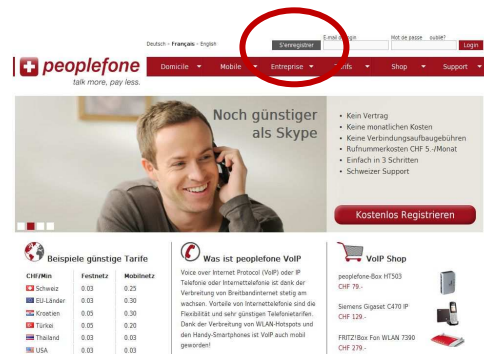 Deutsch - Français - English
S'enregistrer
E-mail
login
Mot de passe oublié?
Login
peoplefone
talk more, pay less.
Domicile
Mobile
Entreprise
Tarifs
Shop
Support
Noch günstiger
als Skype
• Kein Vertrag
• Keine monatlichen Kosten
• Keine Verbindungsaufbaugebühren
• Rufnummerkosten CHF 5.-/Monat
• Einfach in 3 Schritten
• Schweizer Support
Kostenlos Registrieren
Beispiele günstige Tarife
CHF/Min Festnetz Mobilnetz
Schweiz 0.03 0.25
EU-Länder 0.03 0.30
Kroatien 0.05 0.30
Türkei 0.05 0.20
Thailand 0.03 0.03
USA 0.03 0.03
Was ist peoplefone VoIP
Voice over Internet Protocol (VoIP) oder IP
Telefonie oder Internettelefonie ist dank der
Verbreitung von Breitbandinternet stetig am
wachsen. Vorteile von Internettelefonie sind die
Flexibilität und sehr günstigen Telefonietarifen.
Dank der Verbreitung von WLAN-Hotspots und
den Handy-Smartphones ist VoIP auch mobil
geworden!
VoIP Shop
peoplefone-Box HT503
CHF 79.-
Siemens Gigaset C470 IP
CHF 129.-
FRITZ!Box Fon WLAN 7390
CHF 279.-